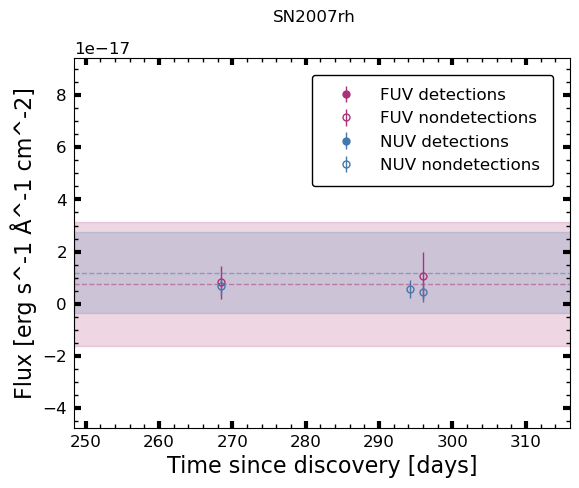 SN2007rh
1e−17
Flux [erg s^-1 Å^-1 cm^-2]
8
6
4
2
0
−2
−4
FUV detections
FUV nondetections
NUV detections
NUV nondetections
250 260 270 280 290 300 310
Time since discovery [days]